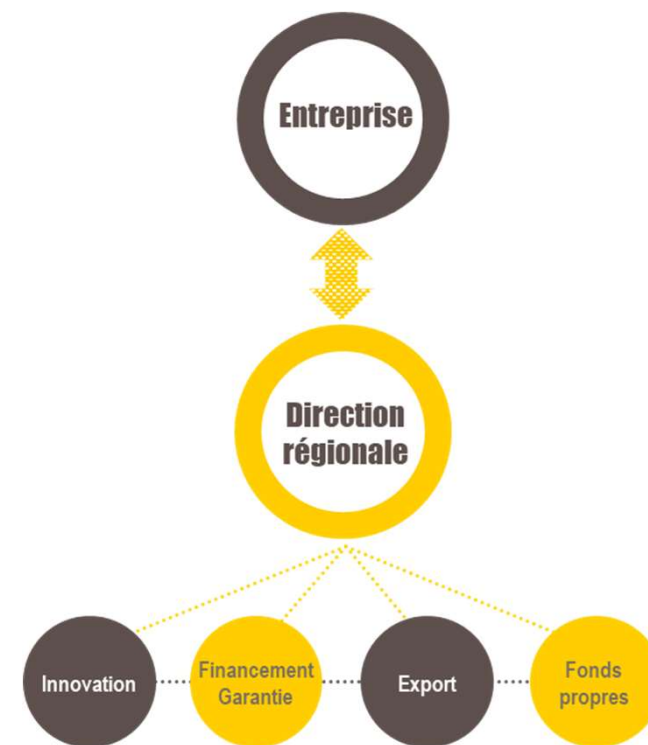 Entreprise
Direction
régionale
Innovation
Financement
Garantie
Export
Fonds
propres